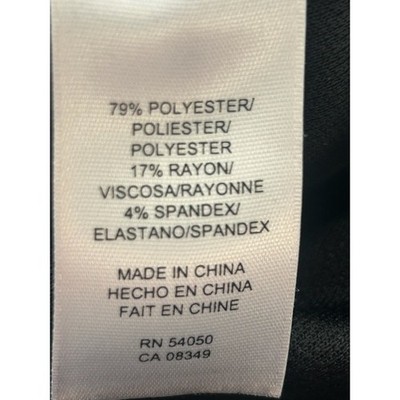 79% POLYESTER/
POLIESTER/
POLYESTER
17% RAYON/
VISCOSA/RAYONNE
4% SPANDEX/
ELASTANO/SPANDEX
MADE IN CHINA
HECHO EN CHINA
FAIT EN CHINE
RN 54050
CA 08349